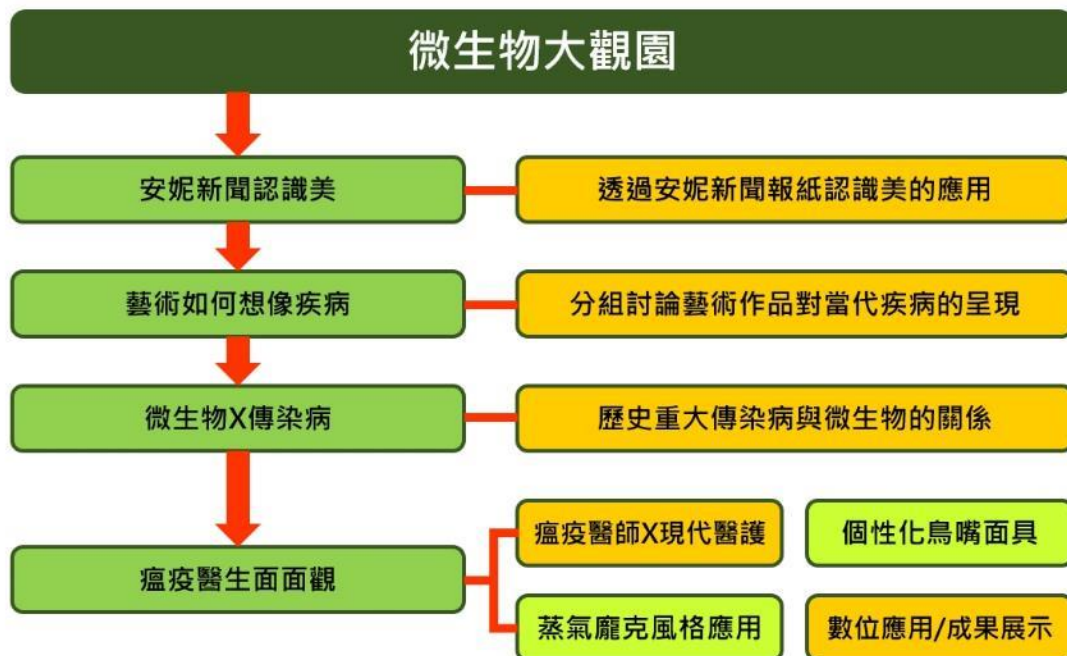 微生物大觀園
安妮新聞認識美
透過安妮新聞報紙認識美的應用
藝術如何想像疾病
分組討論藝術作品對當代疾病的呈現
微生物X傳染病
歷史重大傳染病與微生物的關係
瘟疫醫生面面觀
瘟疫醫師X現代醫護
個性化鳥嘴面具
蒸氣龐克風格應用
數位應用/成果展示